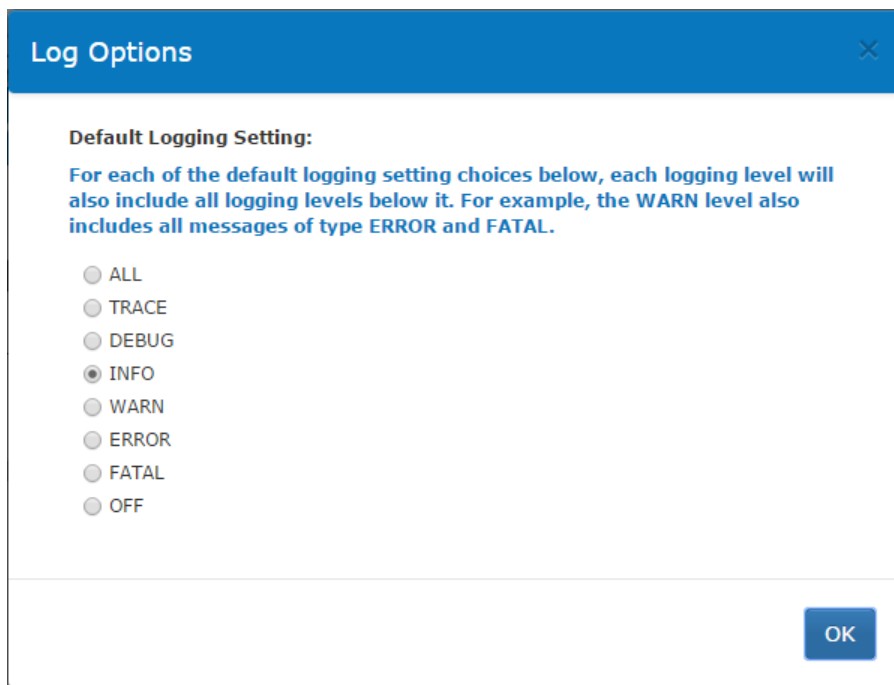 Log Options
Default Logging Setting:
For each of the default logging setting choices below, each logging level will
also include all logging levels below it. For example, the WARN level also
includes all messages of type ERROR and FATAL.
ALL
TRACE
DEBUG
INFO
WARN
ERROR
FATAL
OFF
OK